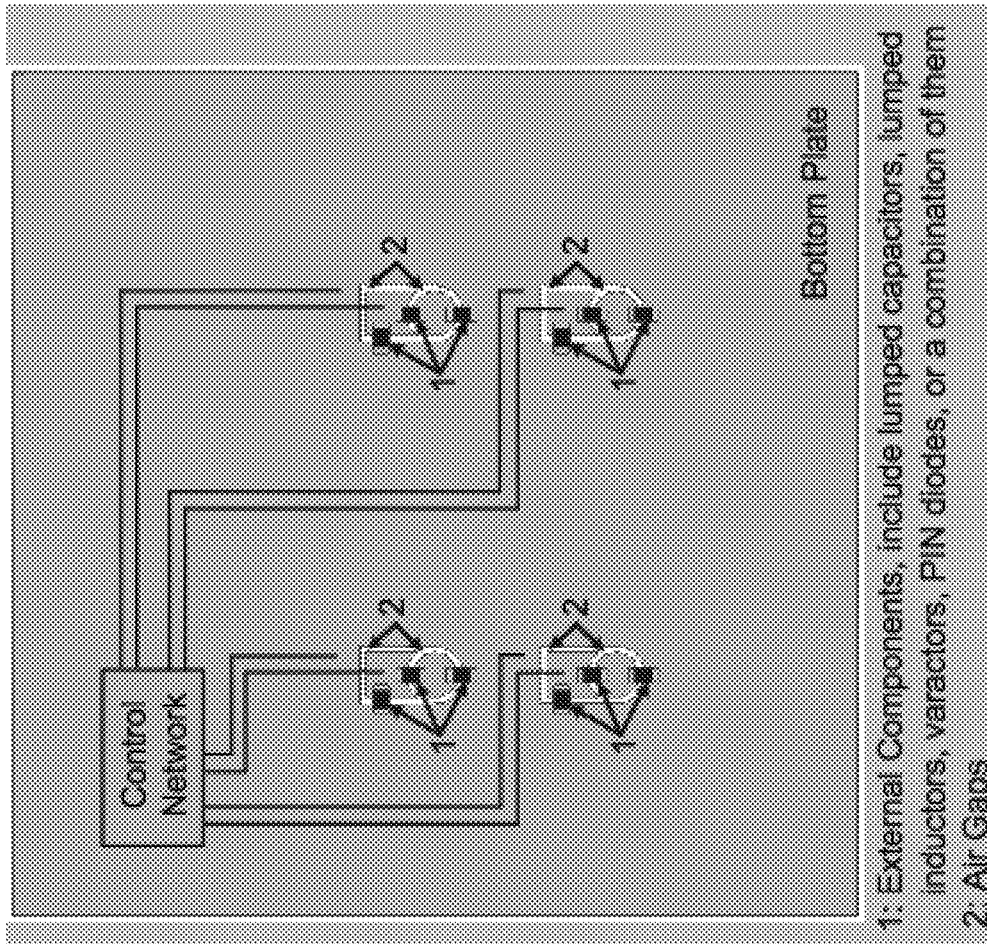 Control
Network
2
2
1
1
2
2
1
1
Bottom Plate
1: External Components, include lumped capacitors, lumped
inductors, varactors, PIN diodes, or a combination of them
2: Air Gaps